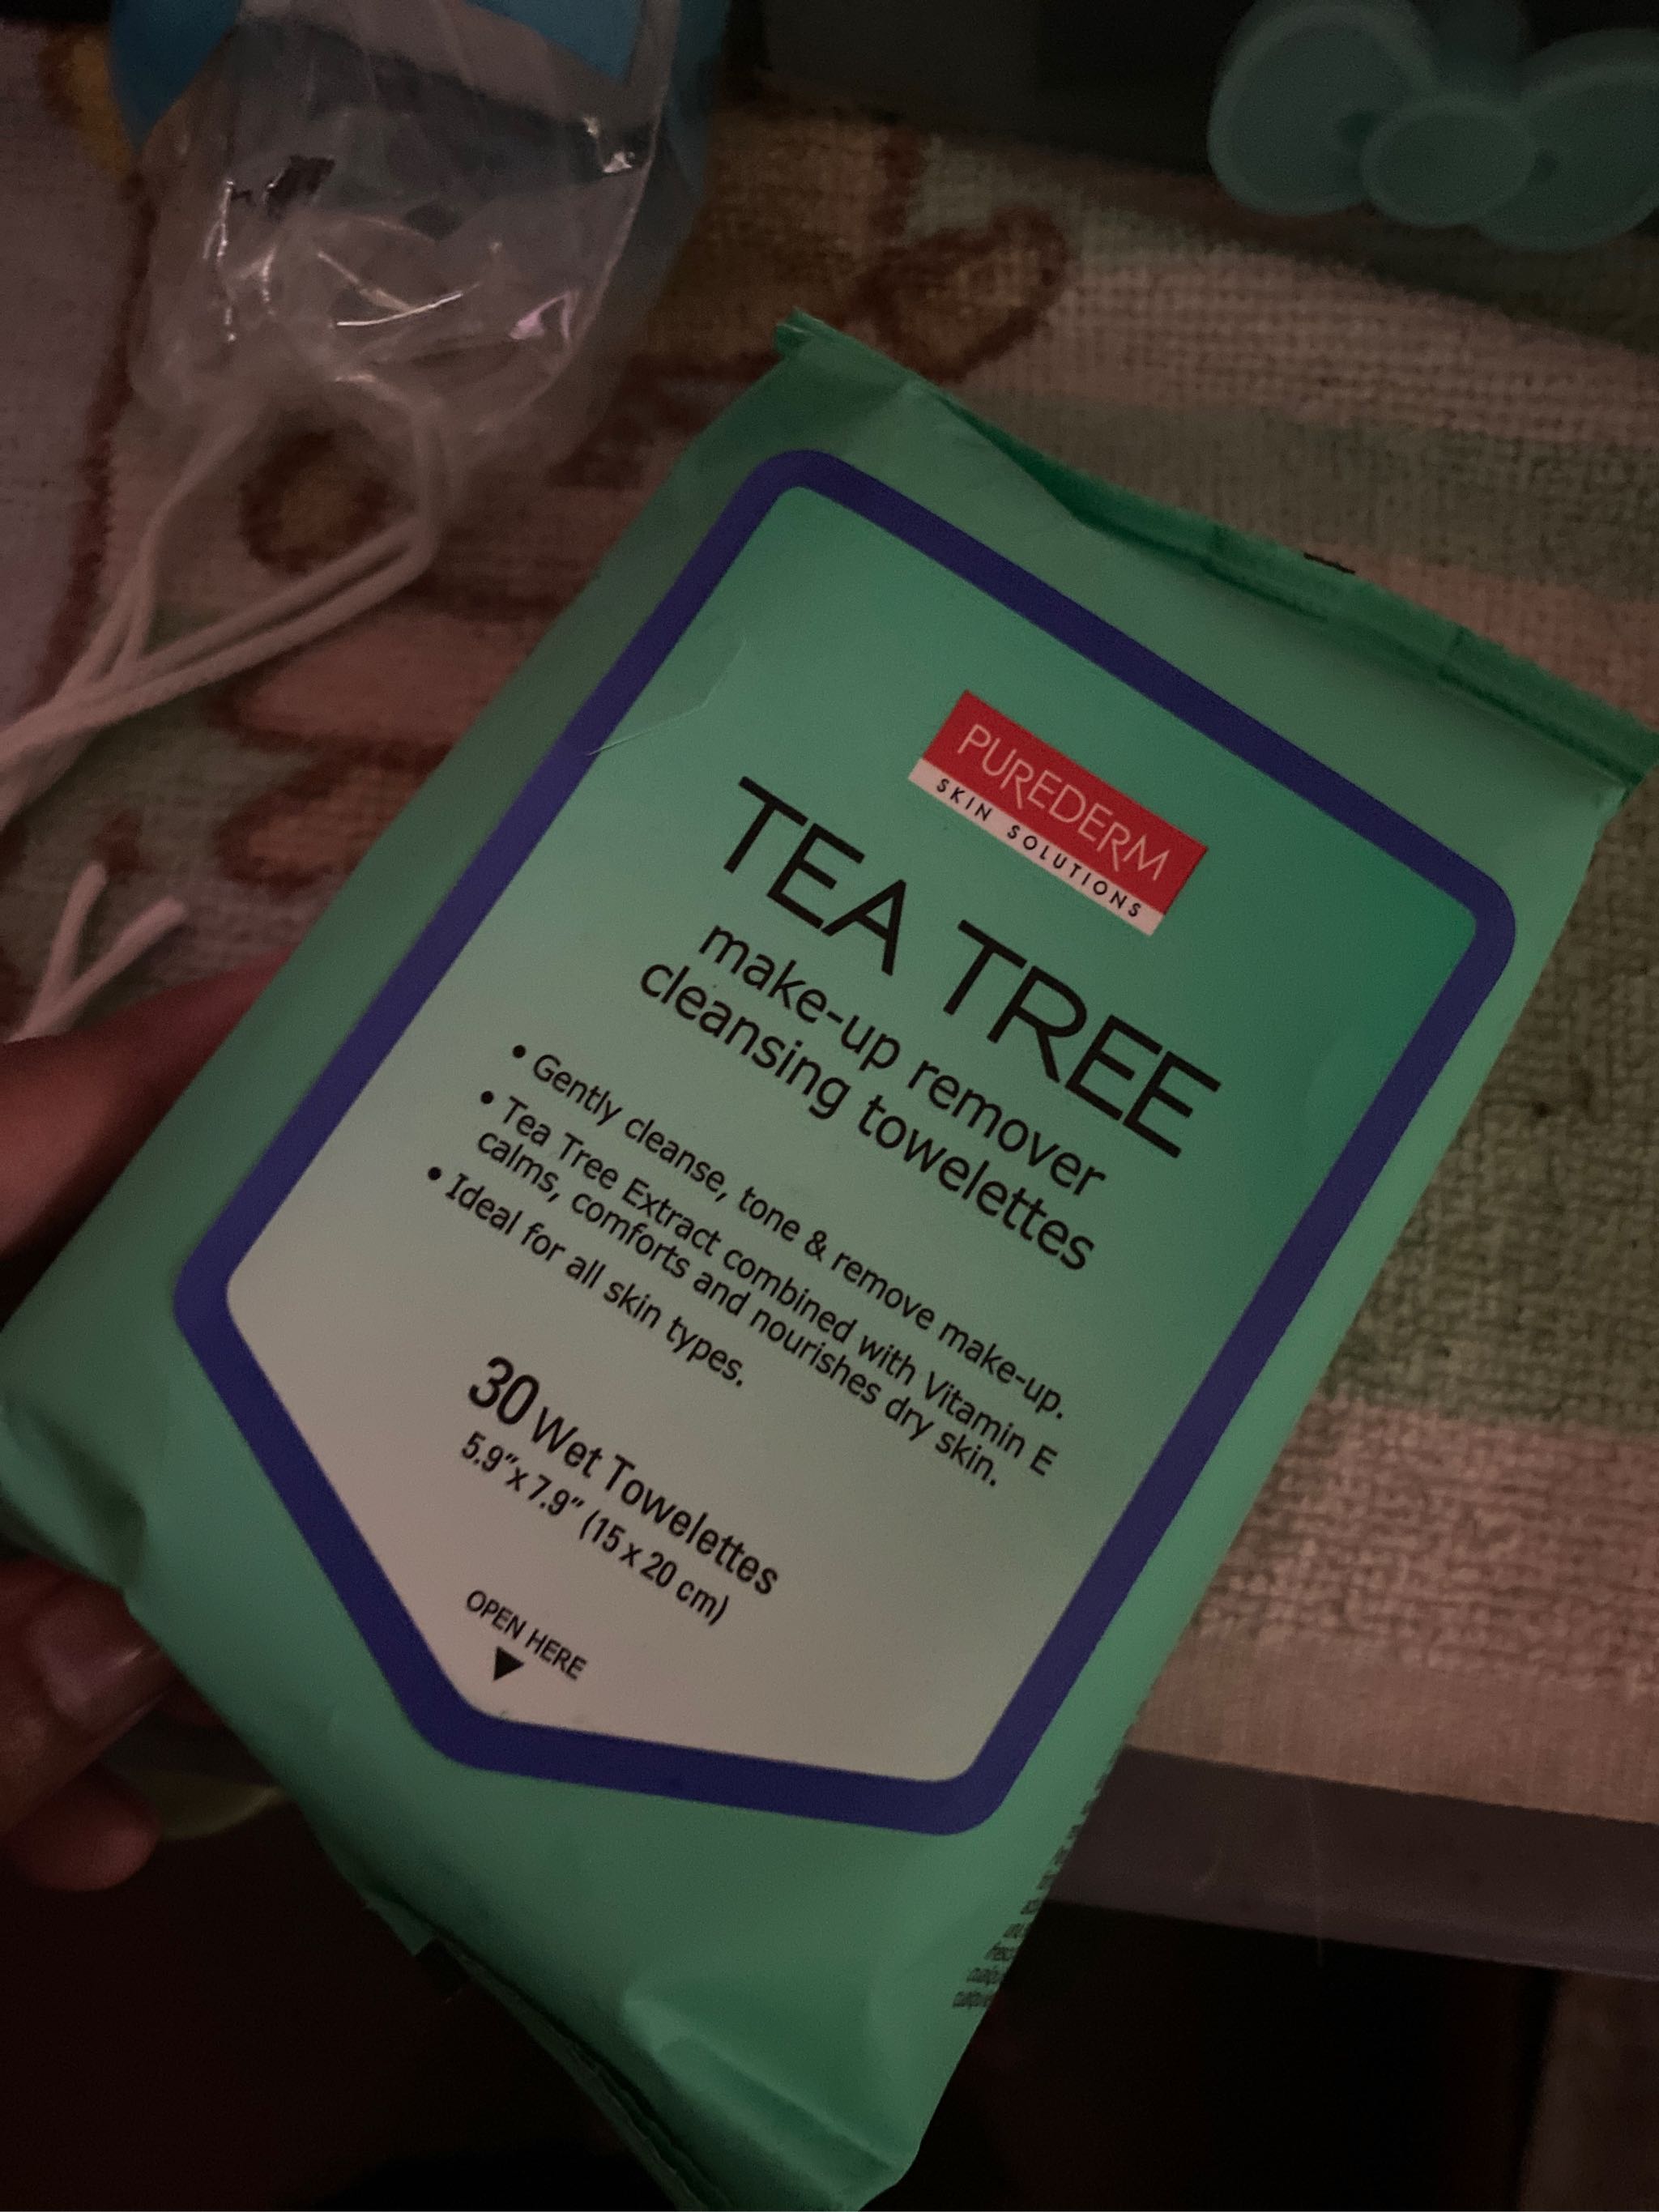 PUREDERM
SKIN SOLUTIONS
TEA TREE
make-up remover
cleansing towelettes
• Gently cleanse, tone & remove make-up.
• Tea Tree Extract combined with Vitamin E
calms, comforts and nourishes dry skin.
• Ideal for all skin types.
30 Wet Towelettes
5.9"x 7.9" (15 x 20 cm)
OPEN HERE